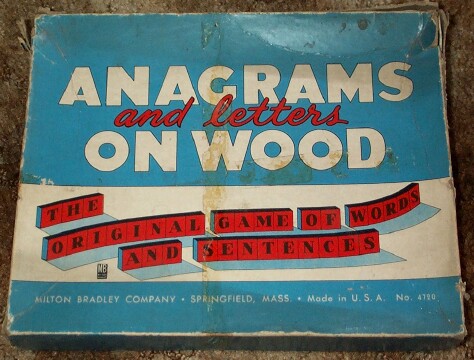 ANAGRAMS
and letters
ON WOOD
THE
ORIGINAL GAME OF WORDS
AND SENTENCES
MB
MILTON BRADLEY COMPANY • SPRINGFIELD, MASS. • Made in U.S.A. No. 4720